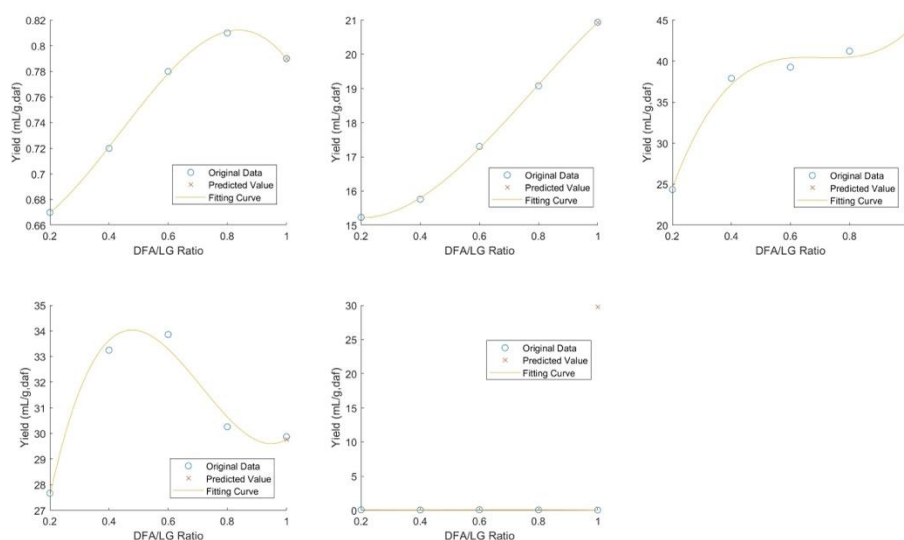 0.82
0.8
0.78
0.76
0.74
0.72
0.7
0.68
0.66
Yield (mL/g,daf)
Original Data
Predicted Value
Fitting Curve
0.2 0.4 0.6 0.8 1
DFA/LG Ratio
21
20
19
18
17
16
15
Yield (mL/g,daf)
Original Data
Predicted Value
Fitting Curve
0.2 0.4 0.6 0.8 1
DFA/LG Ratio
45
40
35
30
25
20
Yield (mL/g,daf)
Original Data
Predicted Value
Fitting Curve
0.2 0.4 0.6 0.8
DFA/LG Ratio
35
34
33
32
31
30
29
28
27
Yield (mL/g,daf)
Original Data
Predicted Value
Fitting Curve
0.2 0.4 0.6 0.8 1
DFA/LG Ratio
30
25
20
15
10
5
0
Yield (mL/g,daf)
Original Data
Predicted Value
Fitting Curve
0.2 0.4 0.6 0.8 1
DFA/LG Ratio